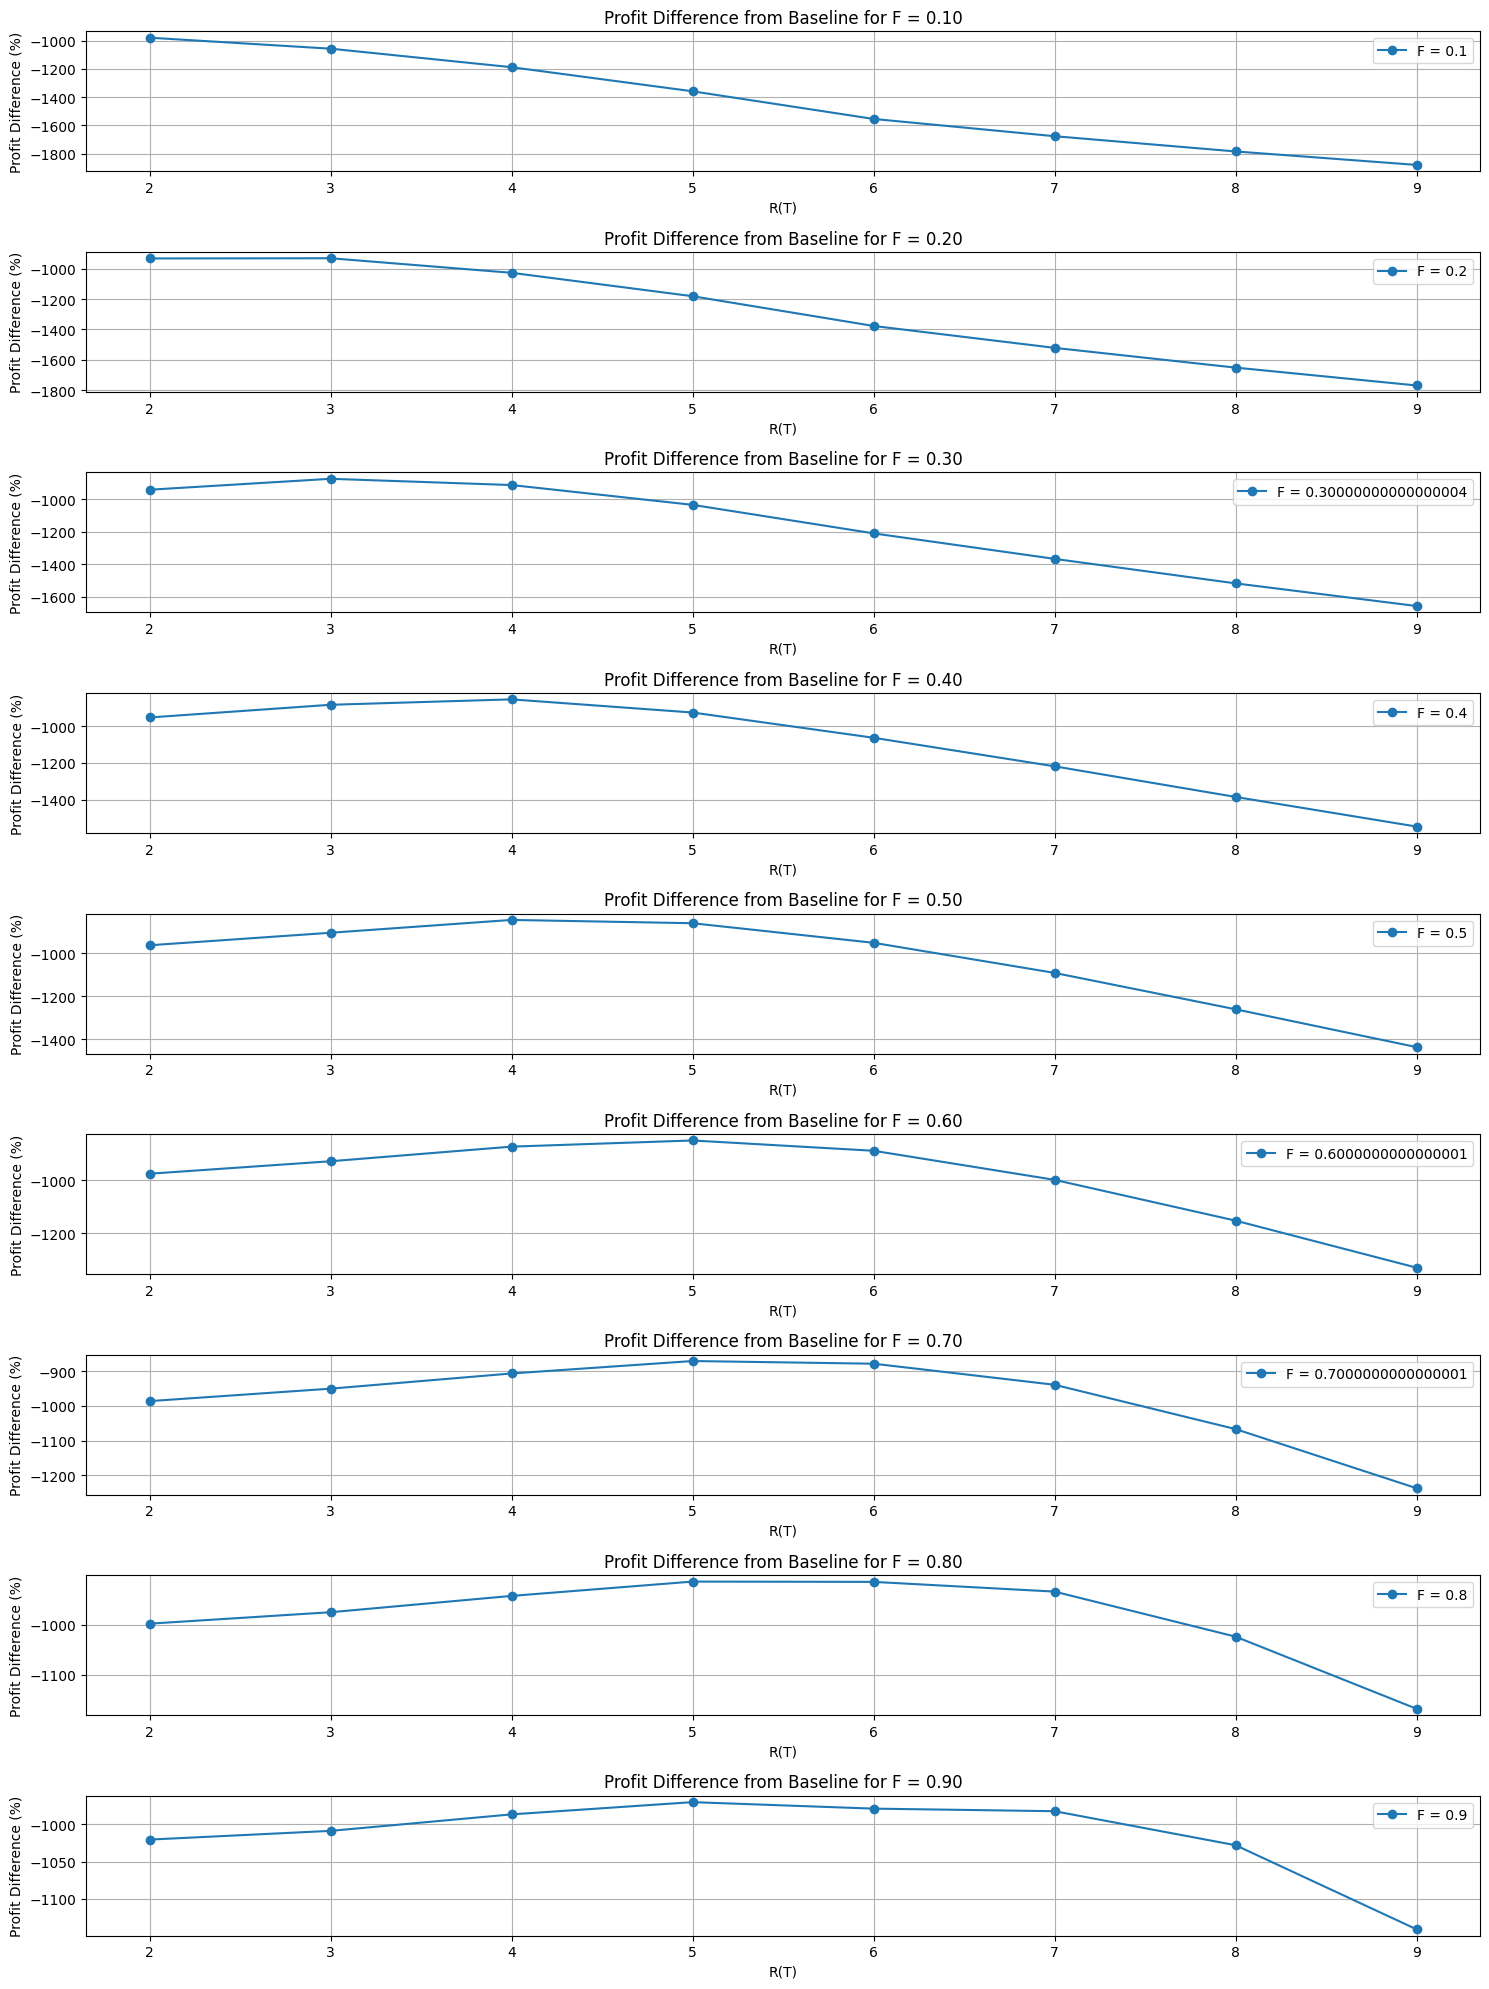 Profit Difference from Baseline for F = 0.10
Profit Difference (%)
−1000
−1200
−1400
−1600
−1800
F = 0.1
2 3 4 5 6 7 8 9
R(T)
Profit Difference from Baseline for F = 0.20
Profit Difference (%)
−1000
−1200
−1400
−1600
−1800
F = 0.2
2 3 4 5 6 7 8 9
R(T)
Profit Difference from Baseline for F = 0.30
Profit Difference (%)
−1000
−1200
−1400
−1600
F = 0.30000000000000004
2 3 4 5 6 7 8 9
R(T)
Profit Difference from Baseline for F = 0.40
Profit Difference (%)
−1000
−1200
−1400
F = 0.4
2 3 4 5 6 7 8 9
R(T)
Profit Difference from Baseline for F = 0.50
Profit Difference (%)
−1000
−1200
−1400
F = 0.5
2 3 4 5 6 7 8 9
R(T)
Profit Difference from Baseline for F = 0.60
Profit Difference (%)
−1000
−1200
F = 0.6000000000000001
2 3 4 5 6 7 8 9
R(T)
Profit Difference from Baseline for F = 0.70
Profit Difference (%)
−900
−1000
−1100
−1200
F = 0.7000000000000001
2 3 4 5 6 7 8 9
R(T)
Profit Difference from Baseline for F = 0.80
Profit Difference (%)
−1000
−1100
F = 0.8
2 3 4 5 6 7 8 9
R(T)
Profit Difference from Baseline for F = 0.90
Profit Difference (%)
−1000
−1050
−1100
F = 0.9
2 3 4 5 6 7 8 9
R(T)